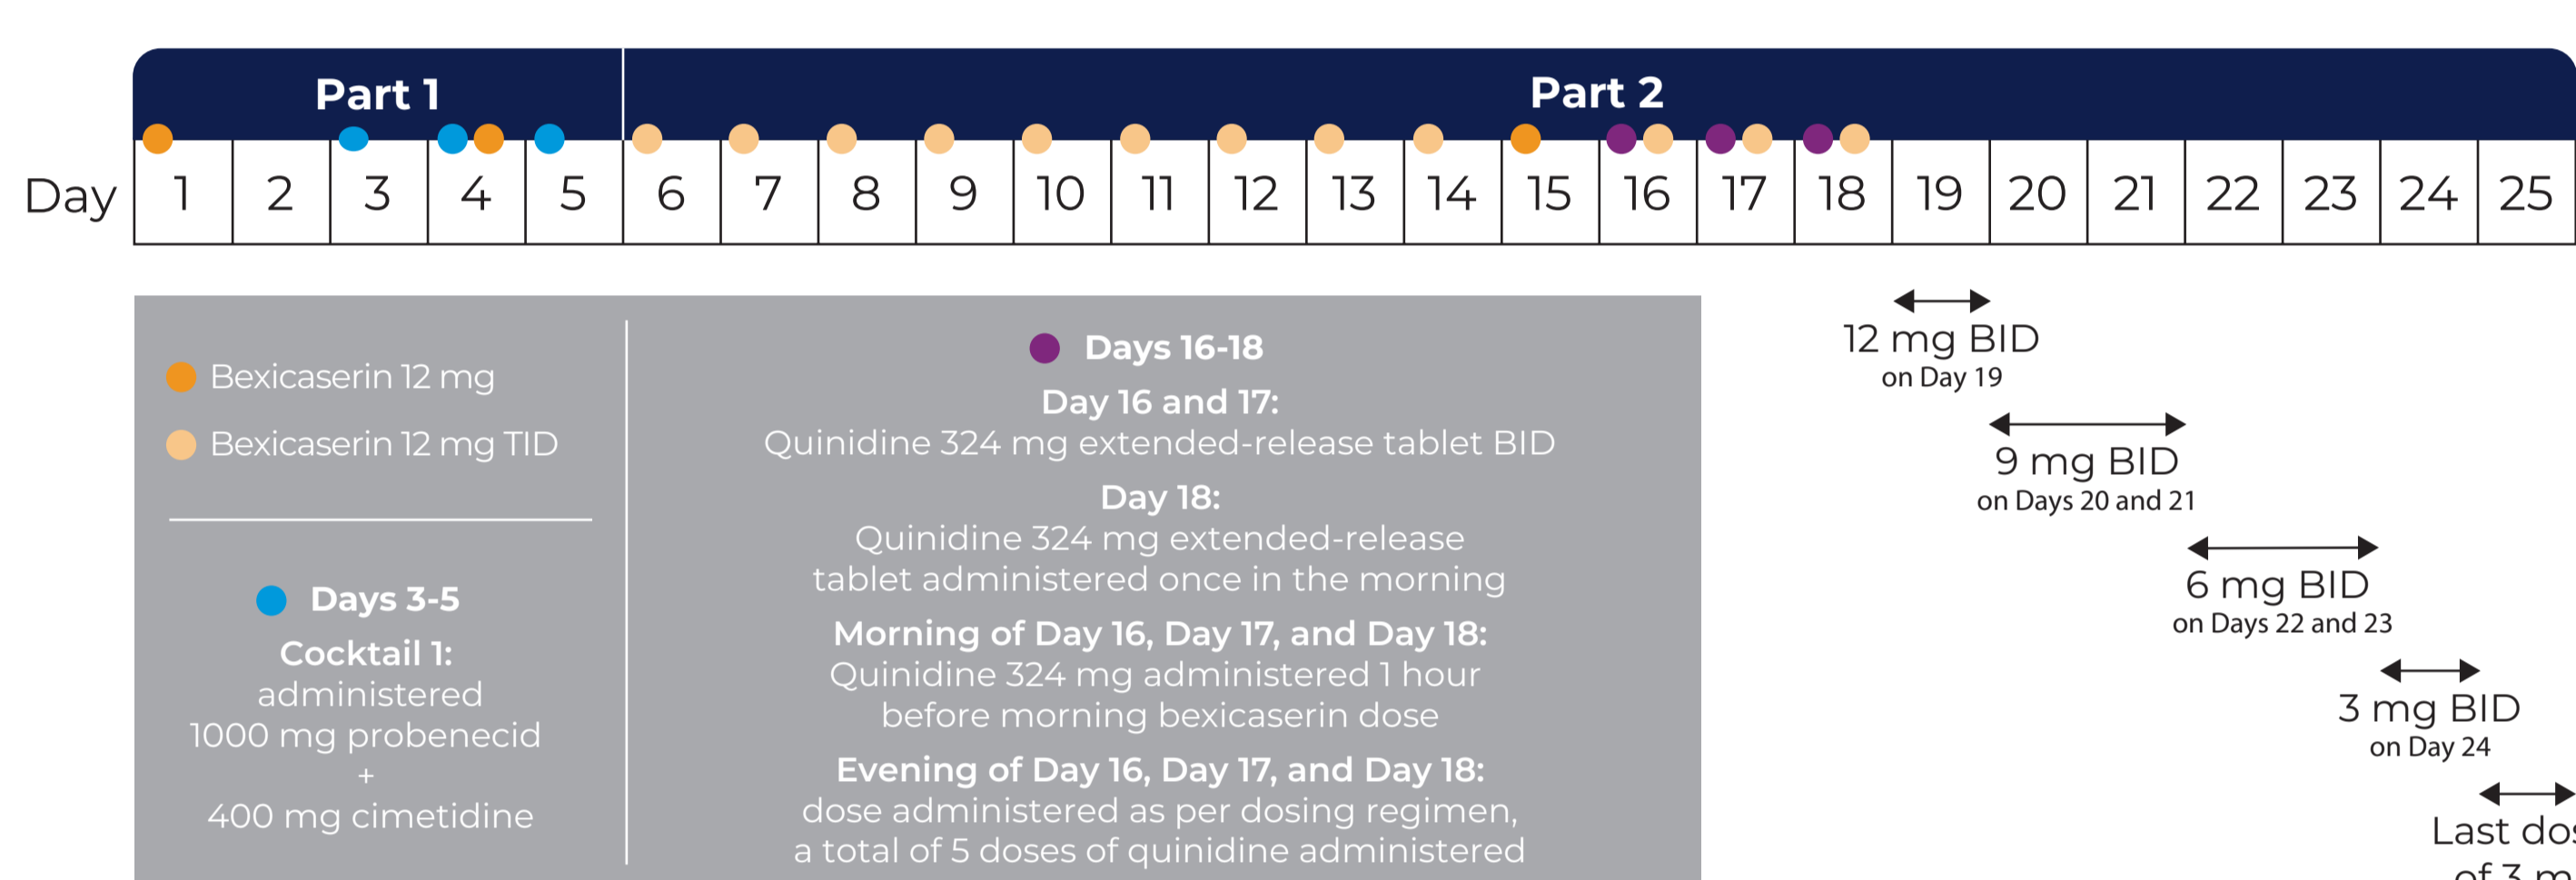 Part 1
Part 2
Day 1 2 3 4 5 6 7 8 9 10 11 12 13 14 15 16 17 18 19 20 21 22 23 24 25
Bexicaserin 12 mg
Bexicaserin 12 mg TID
Days 3-5
Cocktail 1:
administered
1000 mg probenecid
+
400 mg cimetidine
Days 16-18
Day 16 and 17:
Quinidine 324 mg extended-release tablet BID
Day 18:
Quinidine 324 mg extended-release
tablet administered once in the morning
Morning of Day 16, Day 17, and Day 18:
Quinidine 324 mg administered 1 hour
before morning bexicaserin dose
Evening of Day 16, Day 17, and Day 18:
dose administered as per dosing regimen,
a total of 5 doses of quinidine administered
12 mg BID
on Day 19
9 mg BID
on Days 20 and 21
6 mg BID
on Days 22 and 23
3 mg BID
on Day 24
Last
of 3